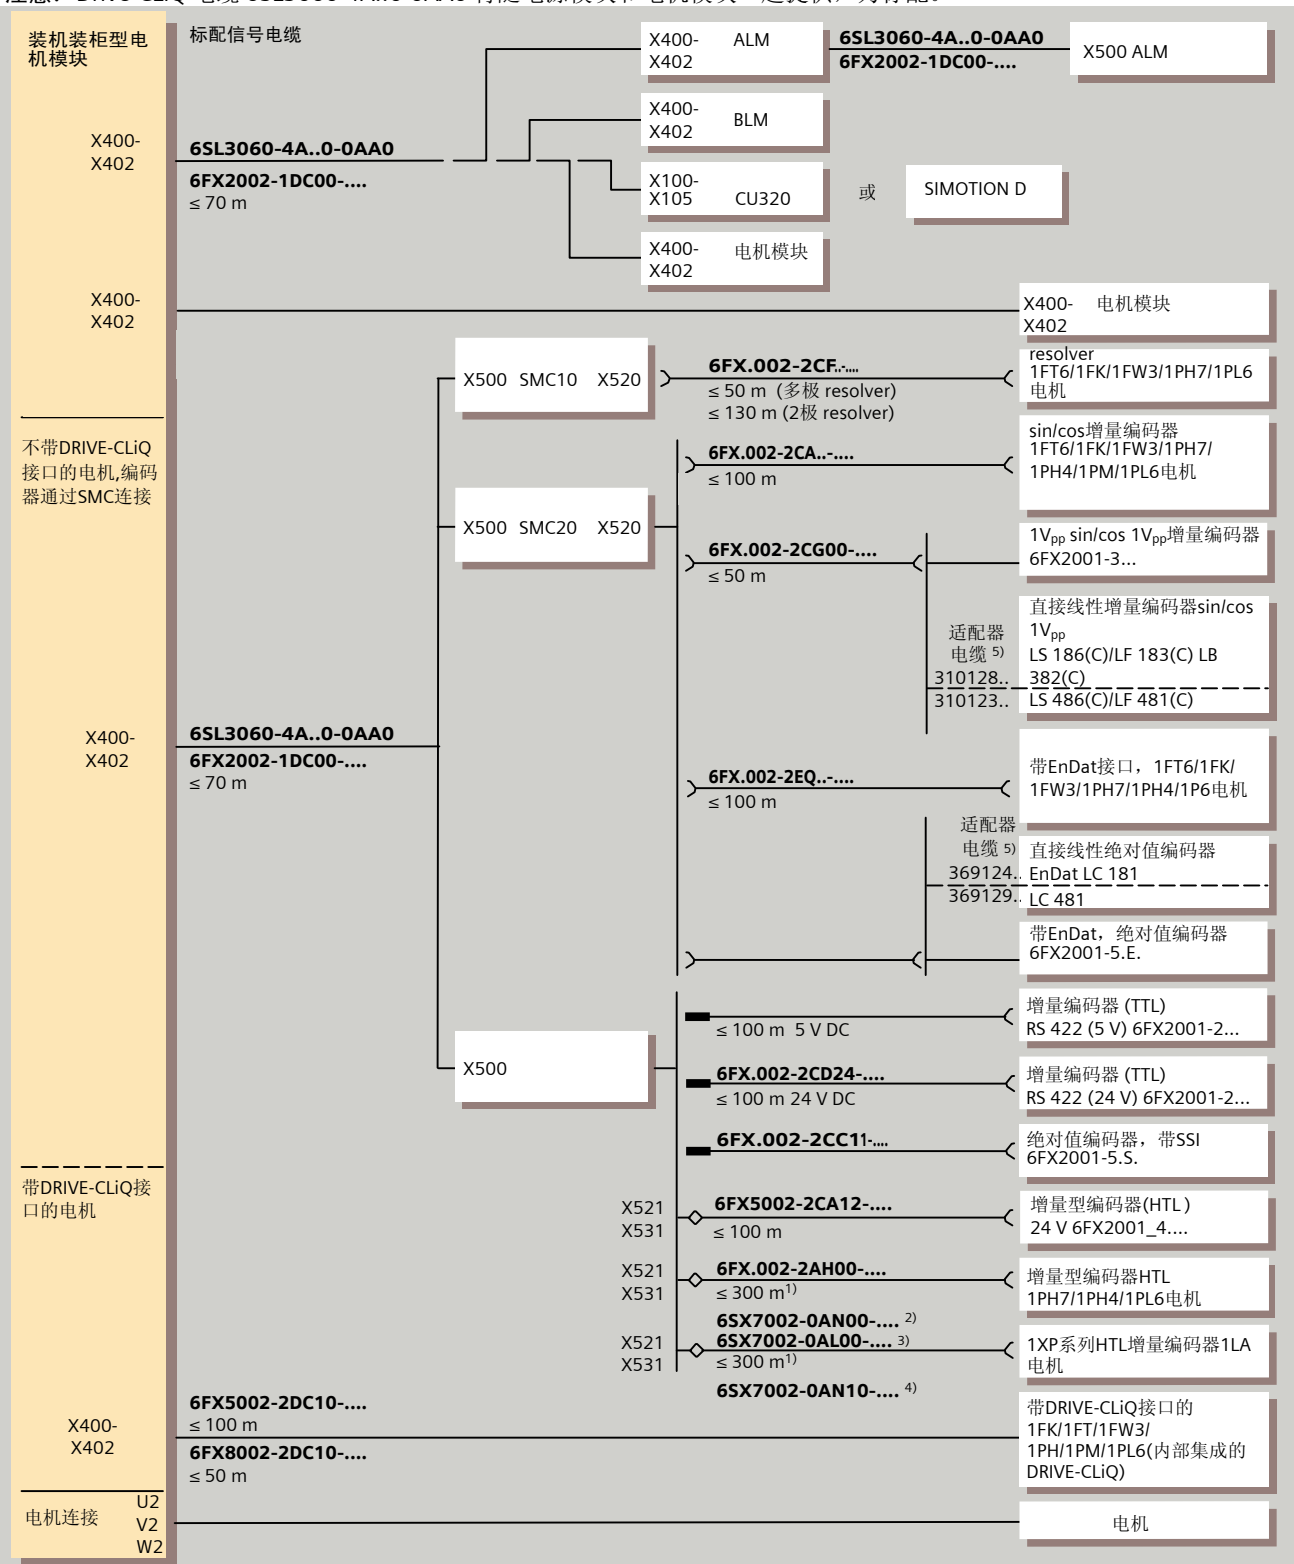 装机装柜型电
机模块
标配信号电缆
X400-
X402
ALM
6SL3060-4A..0-0AA0
6FX2002-1DC00-....
X500 ALM
X400-
X402
BLM
X400-
X402
6SL3060-4A..0-0AA0
6FX2002-1DC00-....
≤ 70 m
X100-
X105
CU320
或
SIMOTION D
X400-
X402
电机模块
X400-
X402
X400-
X402
电机模块
X500 SMC10 X520
6FX.002-2CF..-....
≤ 50 m (多极 resolver)
≤ 130 m (2极 resolver)
resolver
1FT6/1FK/1FW3/1PH7/1PL6
电机
不带DRIVE-CLiQ
接口的电机,编码
器通过SMC连接
6FX.002-2CA..-....
≤ 100 m
sin/cos增量编码器
1FT6/1FK/1FW3/1PH7/
1PH4/1PM/1PL6电机
X500 SMC20 X520
6FX.002-2CG00-....
≤ 50 m
1Vpp sin/cos 1Vpp增量编码器
6FX2001-3...
适配器
电缆 5)
310128..
310123..
直接线性增量编码器sin/cos
1Vpp
LS 186(C)/LF 183(C) LB
382(C)
LS 486(C)/LF 481(C)
X400-
X402
6SL3060-4A..0-0AA0
6FX2002-1DC00-....
≤ 70 m
6FX.002-2EQ..-....
≤ 100 m
带EnDat接口，1FT6/1FK/
1FW3/1PH7/1PH4/1P6电机
适配器
电缆 5)
369124.
369129.
直接线性绝对值编码器
EnDat LC 181
LC 481
带EnDat，绝对值编码器
6FX2001-5.E.
X500
≤ 100 m 5 V DC
增量编码器 (TTL)
RS 422 (5 V) 6FX2001-2...
6FX.002-2CD24-....
≤ 100 m 24 V DC
增量编码器 (TTL)
RS 422 (24 V) 6FX2001-2...
6FX.002-2CC11-....
绝对值编码器，带SSI
6FX2001-5.S.
带DRIVE-CLiQ接
口的电机
X521
X531
6FX5002-2CA12-....
≤ 100 m
增量型编码器(HTL )
24 V 6FX2001_4....
X521
X531
6FX.002-2AH00-....
≤ 300 m1)
增量型编码器HTL
1PH7/1PH4/1PL6电机
6SX7002-0AN00-.... 2)
X521
X531
6SX7002-0AL00-.... 3)
≤ 300 m1)
6SX7002-0AN10-.... 4)
1XP系列HTL增量编码器1LA
电机
X400-
X402
6FX5002-2DC10-....
≤ 100 m
6FX8002-2DC10-....
≤ 50 m
带DRIVE-CLiQ接口的
1FK/1FT/1FW3/
1PH/1PM/1PL6(内部集成的
DRIVE-CLiQ)
电机连接
U2
V2
W2
电机